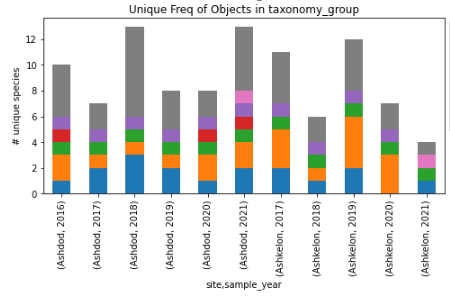 Unique Freq of Objects in taxonomy_group
# unique species
12
10
8
6
4
2
0
(Ashdod, 2016)
(Ashdod, 2017)
(Ashdod, 2018)
(Ashdod, 2019)
(Ashdod, 2020)
(Ashdod, 2021)
(Ashkelon, 2017)
(Ashkelon, 2018)
(Ashkelon, 2019)
(Ashkelon, 2020)
(Ashkelon, 2021)
site,sample_year